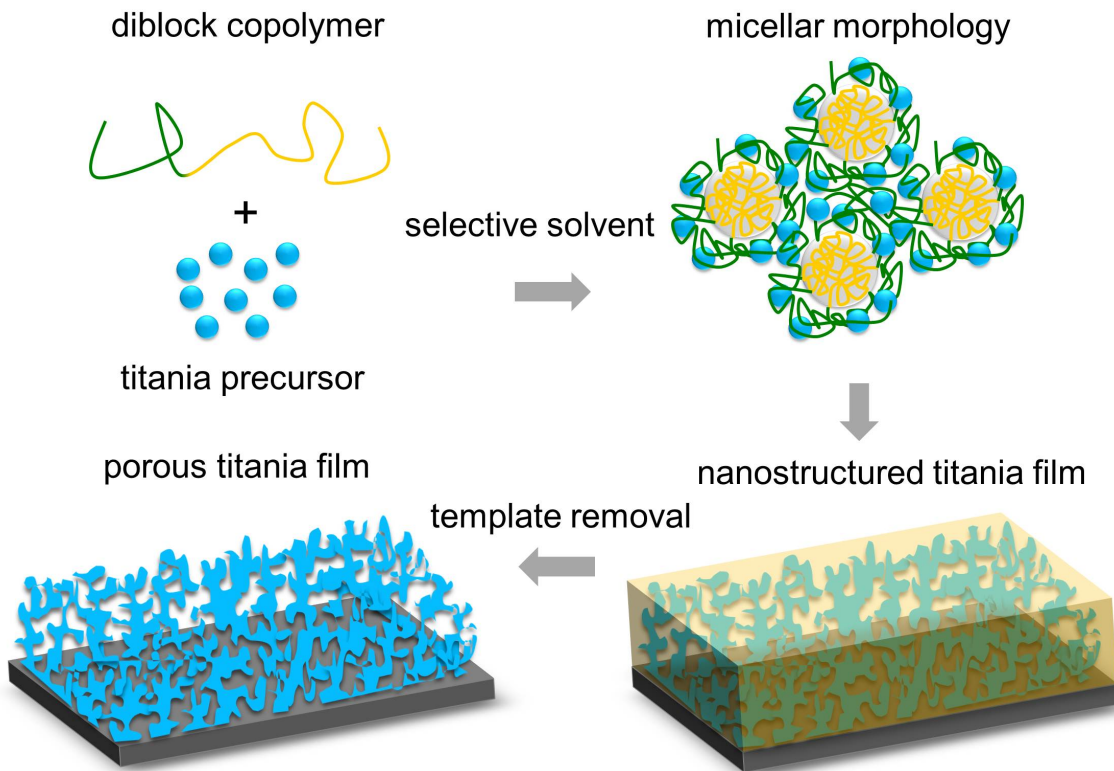 diblock copolymer
micellar morphology
+
selective solvent
titania precursor
porous titania film
nanostructured titania film
template removal